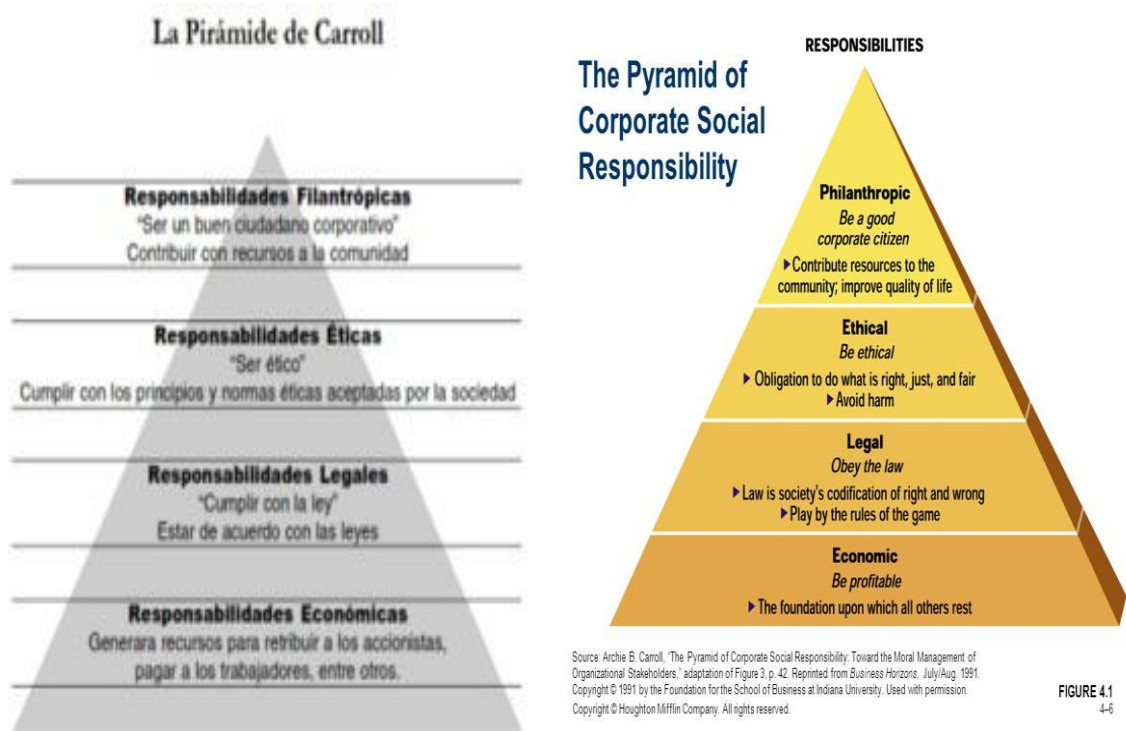 La Pirámide de Carroll
Responsabilidades Filantrópicas
“Ser un buen ciudadano corporativo”
Contribuir con recursos a la comunidad
Responsabilidades Éticas
“Ser ético”
Cumplir con los principios y normas éticas aceptadas por la sociedad
Responsabilidades Legales
“Cumplir con la ley”
Estar de acuerdo con las leyes
Responsabilidades Económicas
Generara recursos para retribuir a los accionistas,
pagar a los trabajadores, entre otros.
RESPONSIBILITIES
The Pyramid of
Corporate Social
Responsibility
Philanthropic
Be a good
corporate citizen
Contribute resources to the
community; improve quality of life
Ethical
Be ethical
Obligation to do what is right, just, and fair
Avoid harm
Legal
Obey the law
Law is society's codification of right and wrong
Play by the rules of the game
Economic
Be profitable
The foundation upon which all others rest
Source: Archie B. Carroll, "The Pyramid of Corporate Social Responsibility: Toward the Moral Management of
Organizational Stakeholders," adaptation of Figure 3, p. 42. Reprinted from Business Horizons, July/Aug. 1991.
Copyright © 1991 by the Foundation for the School of Business at Indiana University. Used with permission.
Copyright © Houghton Mifflin Company. All rights reserved.
FIGURE 4.1
4–6